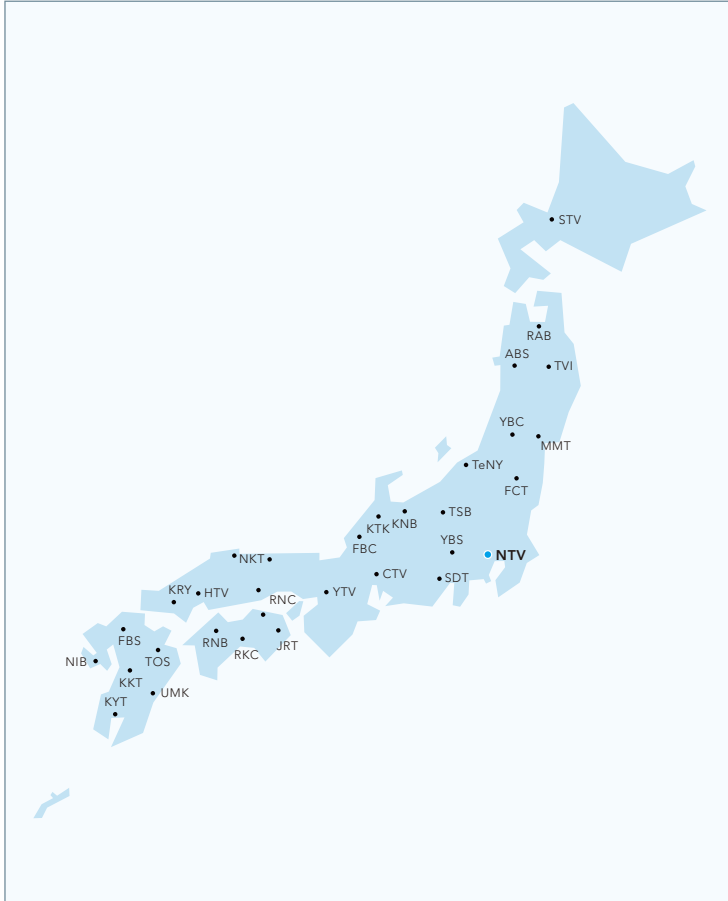 STV
RAB
ABS
TVI
YBC
MMT
TeNY
FCT
TSB
KNB
KTK
FBC
YBS
NTV
NKT
CTV
SDT
KRY
HTV
RNC
YTV
FBS
RNB
RKC
JRT
NIB
TOS
KKT
UMK
KYT